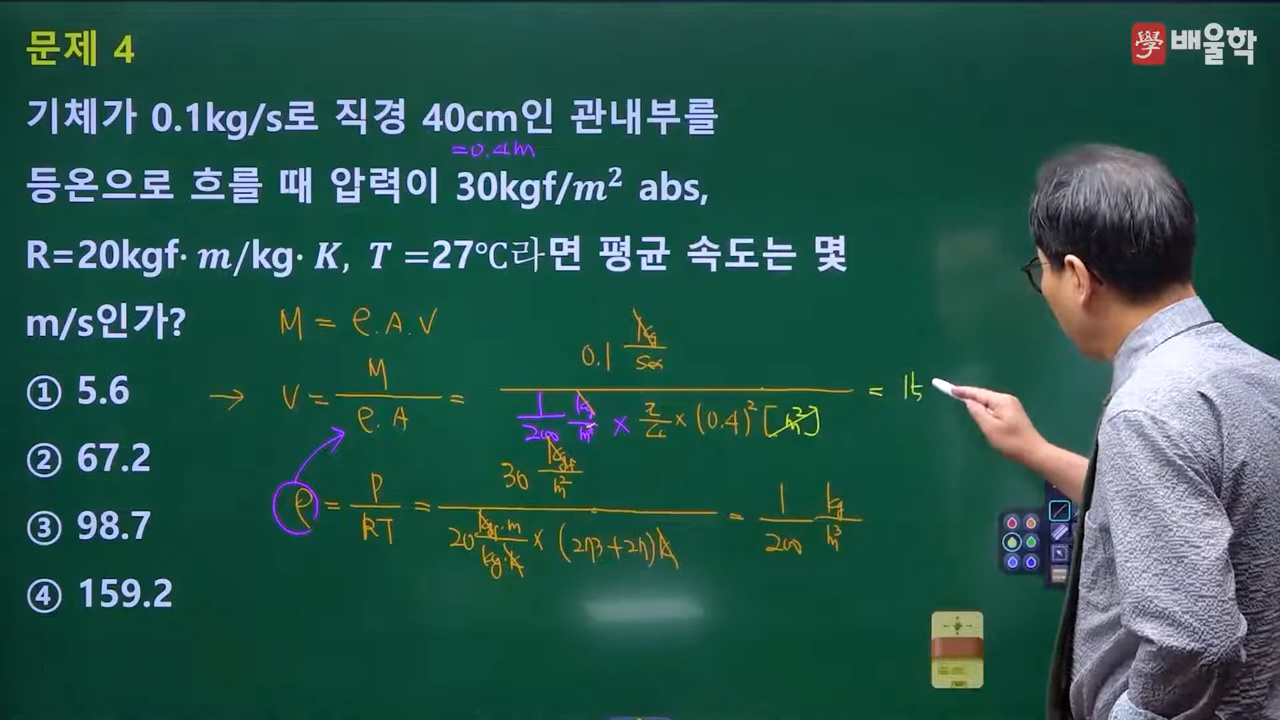 문제 4
學 배울학
기체가 0.1kg/s로 직경 40cm인 관내부를
=0.4m
등온으로 흐를 때 압력이 30kgf/m² abs,
R=20kgf·m/kg·K, T=27℃라면 평균 속도는 몇
m/s인가?
① 5.6
② 67.2
③ 98.7
④ 159.2
M = ρ.A.V
→ V = M / ρ.A = 0.1 kg/sec / 1/200 kg/m³ × π/4 × (0.4)² [m²] = 15
ρ = P / RT = 30 kgf/m² / 20 kgf·m/kg·K × (273+27)K = 1/200 kg/m³